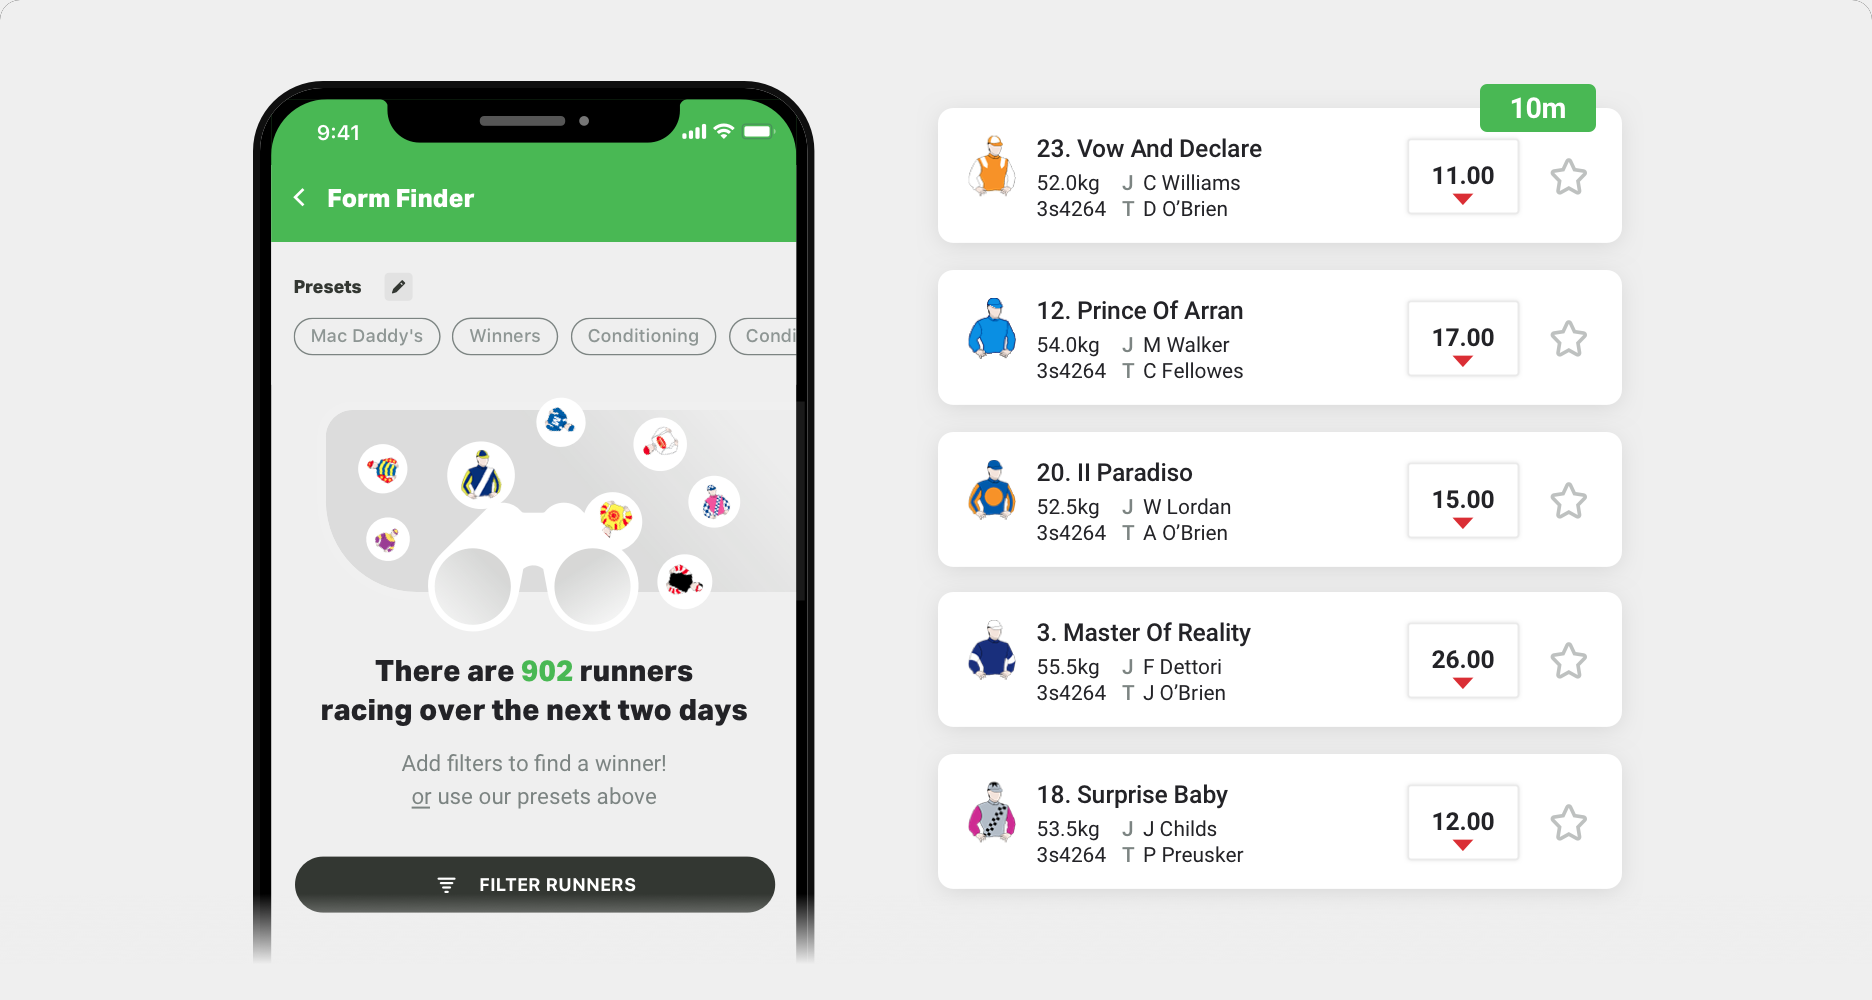 9:41
Form Finder
Presets
Mac Daddy's
Winners
Conditioning
Condi
There are 902 runners
racing over the next two days
Add filters to find a winner!
or use our presets above
FILTER RUNNERS
10m
23. Vow And Declare
52.0kg J C Williams
3s4264 T D O’Brien
11.00
12. Prince Of Arran
54.0kg J M Walker
3s4264 T C Fellowes
17.00
20. II Paradiso
52.5kg J W Lordan
3s4264 T A O’Brien
15.00
3. Master Of Reality
55.5kg J F Dettori
3s4264 T J O’Brien
26.00
18. Surprise Baby
53.5kg J J Childs
3s4264 T P Preusker
12.00